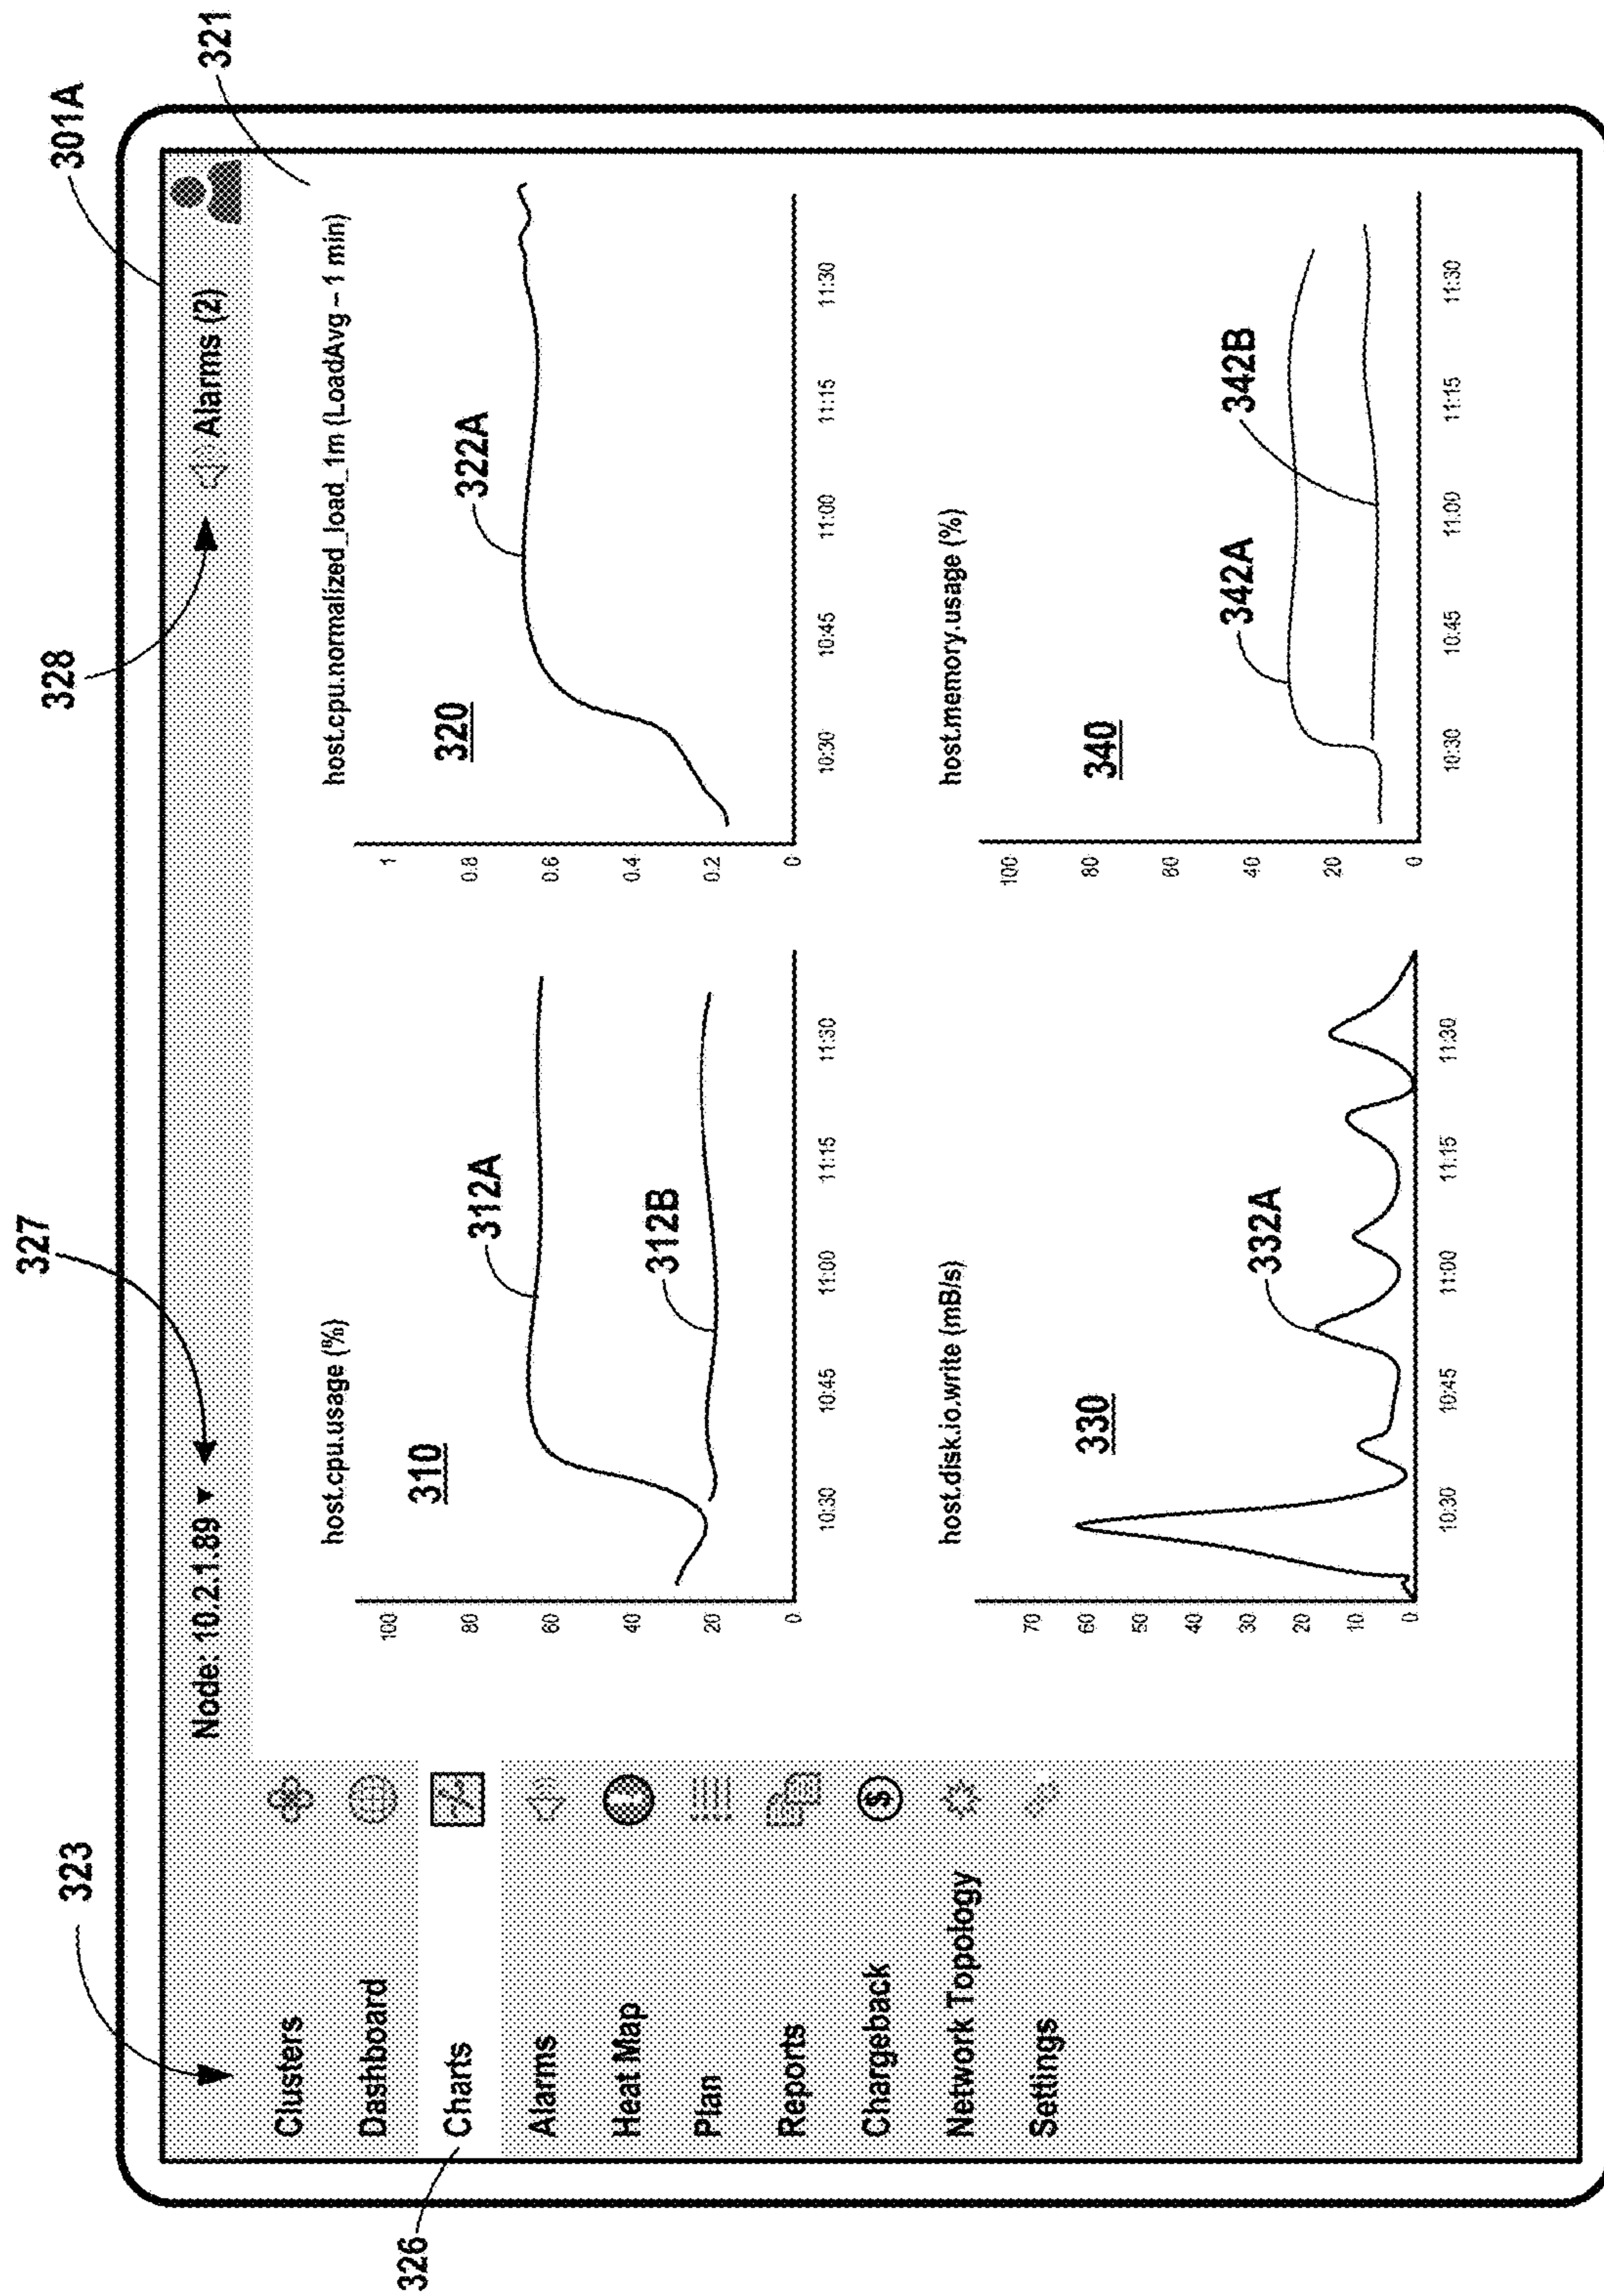 327
328
301A
323
321
326
Node: 10.2.1.89
Alarms (2)
Clusters
Dashboard
Charts
Alarms
Heat Map
Plan
Reports
Chargeback
Network Topology
Settings
host.cpu.usage (%)
310
312A
312B
100
80
60
40
20
0
10:30 10:45 11:00 11:15 11:30
host.cpu.normalized_load_1m (LoadAvg – 1 min)
320
322A
1
0.8
0.6
0.4
0.2
0
10:30 10:45 11:00 11:15 11:30
host.disk.io.write (mB/s)
330
332A
70
60
50
40
30
20
10
0
10:30 10:45 11:00 11:15 11:30
host.memory.usage (%)
340
342A
342B
100
80
60
40
20
0
10:30 10:45 11:00 11:15 11:30